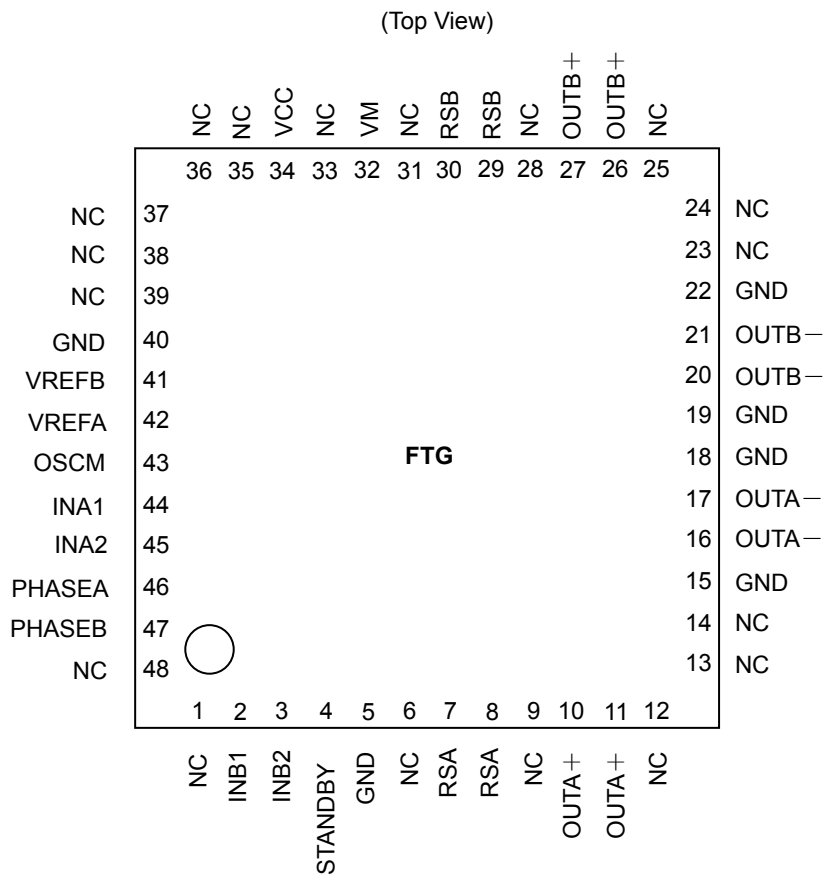 (Top View)
NC NC VCC NC VM NC RSB RSB NC OUTB+ OUTB+ NC
36 35 34 33 32 31 30 29 28 27 26 25
NC 37
NC 38
NC 39
GND 40
VREFB 41
VREFA 42
OSCM 43
INA1 44
INA2 45
PHASEA 46
PHASEB 47
NC 48
FTG
24 NC
23 NC
22 GND
21 OUTB−
20 OUTB−
19 GND
18 GND
17 OUTA−
16 OUTA−
15 GND
14 NC
13 NC
1 2 3 4 5 6 7 8 9 10 11 12
NC INB1 INB2 STANDBY GND NC RSA RSA NC OUTA+ OUTA+ NC